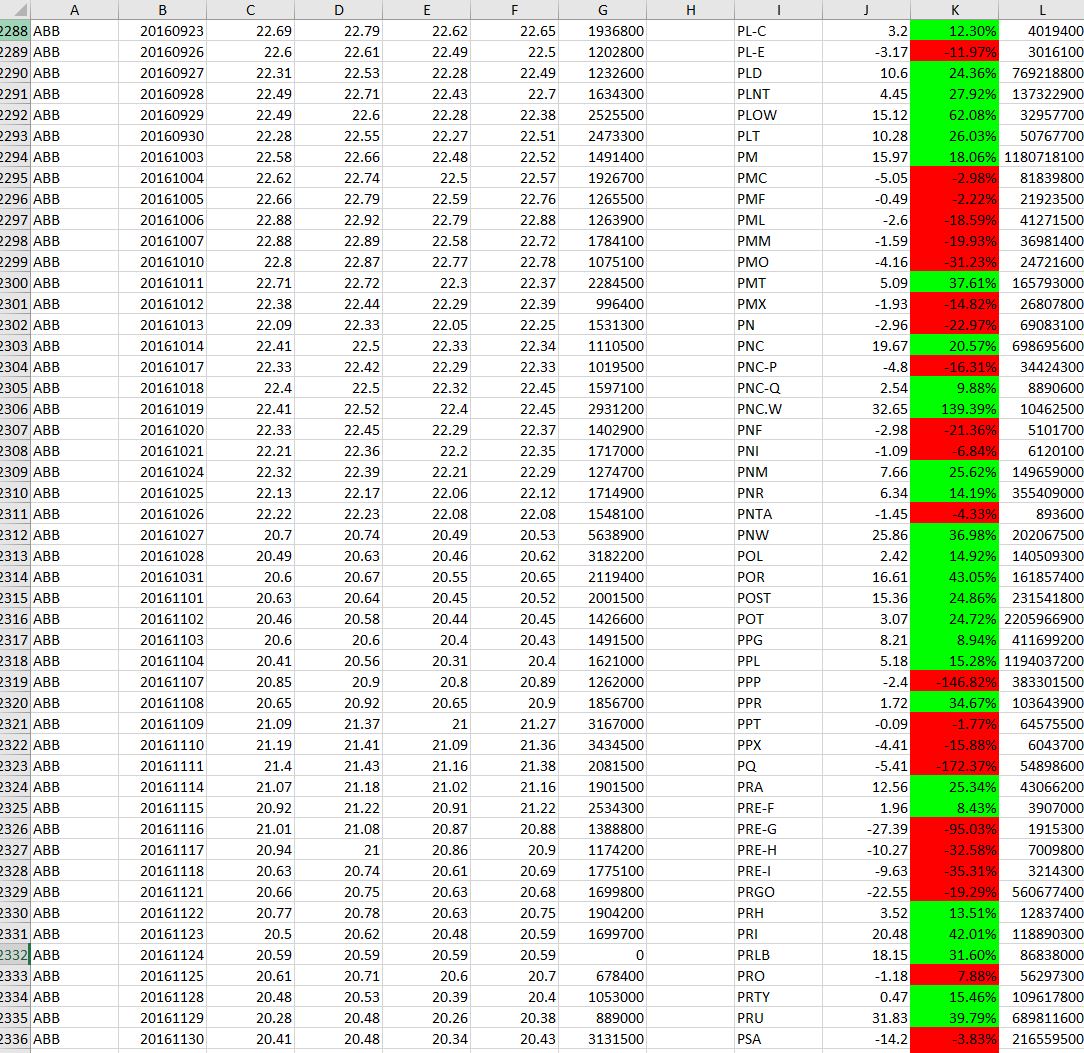 A B C D E F G H I J K L
2288 ABB 20160923 22.69 22.79 22.62 22.65 1936800 PL-C 3.2 12.30% 4019400
2289 ABB 20160926 22.6 22.61 22.49 22.5 1202800 PL-E -3.17 -11.97% 3016100
2290 ABB 20160927 22.31 22.53 22.28 22.49 1232600 PLD 10.6 24.36% 769218800
2291 ABB 20160928 22.49 22.71 22.43 22.7 1634300 PLNT 4.45 27.92% 137322900
2292 ABB 20160929 22.49 22.6 22.28 22.38 2525500 PLOW 15.12 62.08% 32957700
2293 ABB 20160930 22.28 22.55 22.27 22.51 2473300 PLT 10.28 26.03% 50767700
2294 ABB 20161003 22.58 22.66 22.48 22.52 1491400 PM 15.97 18.06% 1180718100
2295 ABB 20161004 22.62 22.74 22.5 22.57 1926700 PMC -5.05 -2.98% 81839800
2296 ABB 20161005 22.66 22.79 22.59 22.76 1265500 PMF -0.49 -2.22% 21923500
2297 ABB 20161006 22.88 22.92 22.79 22.88 1263900 PML -2.6 -18.59% 41271500
2298 ABB 20161007 22.88 22.89 22.58 22.72 1784100 PMM -1.59 -19.93% 36981400
2299 ABB 20161010 22.8 22.87 22.77 22.78 1075100 PMO -4.16 -31.23% 24721600
2300 ABB 20161011 22.71 22.72 22.3 22.37 2284500 PMT 5.09 37.61% 165793000
2301 ABB 20161012 22.38 22.44 22.29 22.39 996400 PMX -1.93 -14.82% 26807800
2302 ABB 20161013 22.09 22.33 22.05 22.25 1531300 PN -2.96 -22.97% 69083100
2303 ABB 20161014 22.41 22.5 22.33 22.34 1110500 PNC 19.67 20.57% 698695600
2304 ABB 20161017 22.33 22.42 22.29 22.33 1019500 PNC-P -4.8 -16.31% 34424300
2305 ABB 20161018 22.4 22.5 22.32 22.45 1597100 PNC-Q 2.54 9.88% 8890600
2306 ABB 20161019 22.41 22.52 22.4 22.45 2931200 PNC.W 32.65 139.39% 10462500
2307 ABB 20161020 22.33 22.45 22.29 22.37 1402900 PNF -2.98 -21.36% 5101700
2308 ABB 20161021 22.21 22.36 22.2 22.35 1717000 PNI -1.09 -6.84% 6120100
2309 ABB 20161024 22.32 22.39 22.21 22.29 1274700 PNM 7.66 25.62% 149659000
2310 ABB 20161025 22.13 22.17 22.06 22.12 1714900 PNR 6.34 14.19% 355409000
2311 ABB 20161026 22.22 22.23 22.08 22.08 1548100 PNTA -1.45 -4.33% 893600
2312 ABB 20161027 20.7 20.74 20.49 20.53 5638900 PNW 25.86 36.98% 202067500
2313 ABB 20161028 20.49 20.63 20.46 20.62 3182200 POL 2.42 14.92% 140509300
2314 ABB 20161031 20.6 20.67 20.55 20.65 2119400 POR 16.61 43.05% 161857400
2315 ABB 20161101 20.63 20.64 20.45 20.52 2001500 POST 15.36 24.86% 231541800
2316 ABB 20161102 20.46 20.58 20.44 20.45 1426600 POT 3.07 24.72% 2205966900
2317 ABB 20161103 20.6 20.6 20.4 20.43 1491500 PPG 8.21 8.94% 411699200
2318 ABB 20161104 20.41 20.56 20.31 20.4 1621000 PPL 5.18 15.28% 1194037200
2319 ABB 20161107 20.85 20.9 20.8 20.89 1262000 PPP -2.4 -146.82% 383301500
2320 ABB 20161108 20.65 20.92 20.65 20.9 1856700 PPR 1.72 34.67% 103643900
2321 ABB 20161109 21.09 21.37 21 21.27 3167000 PPT -0.09 -1.77% 64575500
2322 ABB 20161110 21.19 21.41 21.09 21.36 3434500 PPX -4.41 -15.88% 6043700
2323 ABB 20161111 21.4 21.43 21.16 21.38 2081500 PQ -5.41 -172.37% 54898600
2324 ABB 20161114 21.07 21.18 21.02 21.16 1901500 PRA 12.56 25.34% 43066200
2325 ABB 20161115 20.92 21.22 20.91 21.22 2534300 PRE-F 1.96 8.43% 3907000
2326 ABB 20161116 21.01 21.08 20.87 20.88 1388800 PRE-G -27.39 -95.03% 1915300
2327 ABB 20161117 20.94 21 20.86 20.9 1174200 PRE-H -10.27 -32.58% 7009800
2328 ABB 20161118 20.63 20.74 20.61 20.69 1775100 PRE-I -9.63 -35.31% 3214300
2329 ABB 20161121 20.66 20.75 20.63 20.68 1699800 PRGO -22.55 -19.29% 560677400
2330 ABB 20161122 20.77 20.78 20.63 20.75 1904200 PRH 3.52 13.51% 12837400
2331 ABB 20161123 20.5 20.62 20.48 20.59 1699700 PRI 20.48 42.01% 118890300
2332 ABB 20161124 20.59 20.59 20.59 20.59 0 PRLB 18.15 31.60% 86838000
2333 ABB 20161125 20.61 20.71 20.6 20.7 678400 PRO -1.18 -7.88% 56297300
2334 ABB 20161128 20.48 20.53 20.39 20.4 1053000 PRTY 0.47 15.46% 109617800
2335 ABB 20161129 20.28 20.48 20.26 20.38 889000 PRU 31.83 39.79% 689811600
2336 ABB 20161130 20.41 20.48 20.34 20.43 3131500 PSA -14.2 -3.83% 216559500